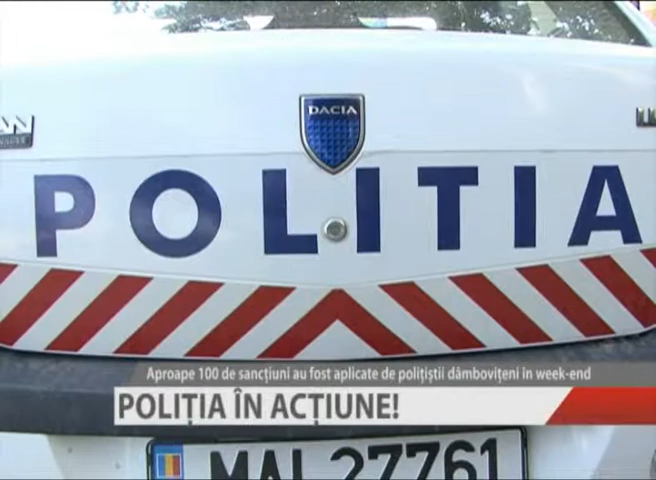 DACIA
POLITIA
Aproape 100 de sancțiuni au fost aplicate de polițiștii dâmbovițeni în week-end
POLIȚIA ÎN ACȚIUNE!
MAI 27761